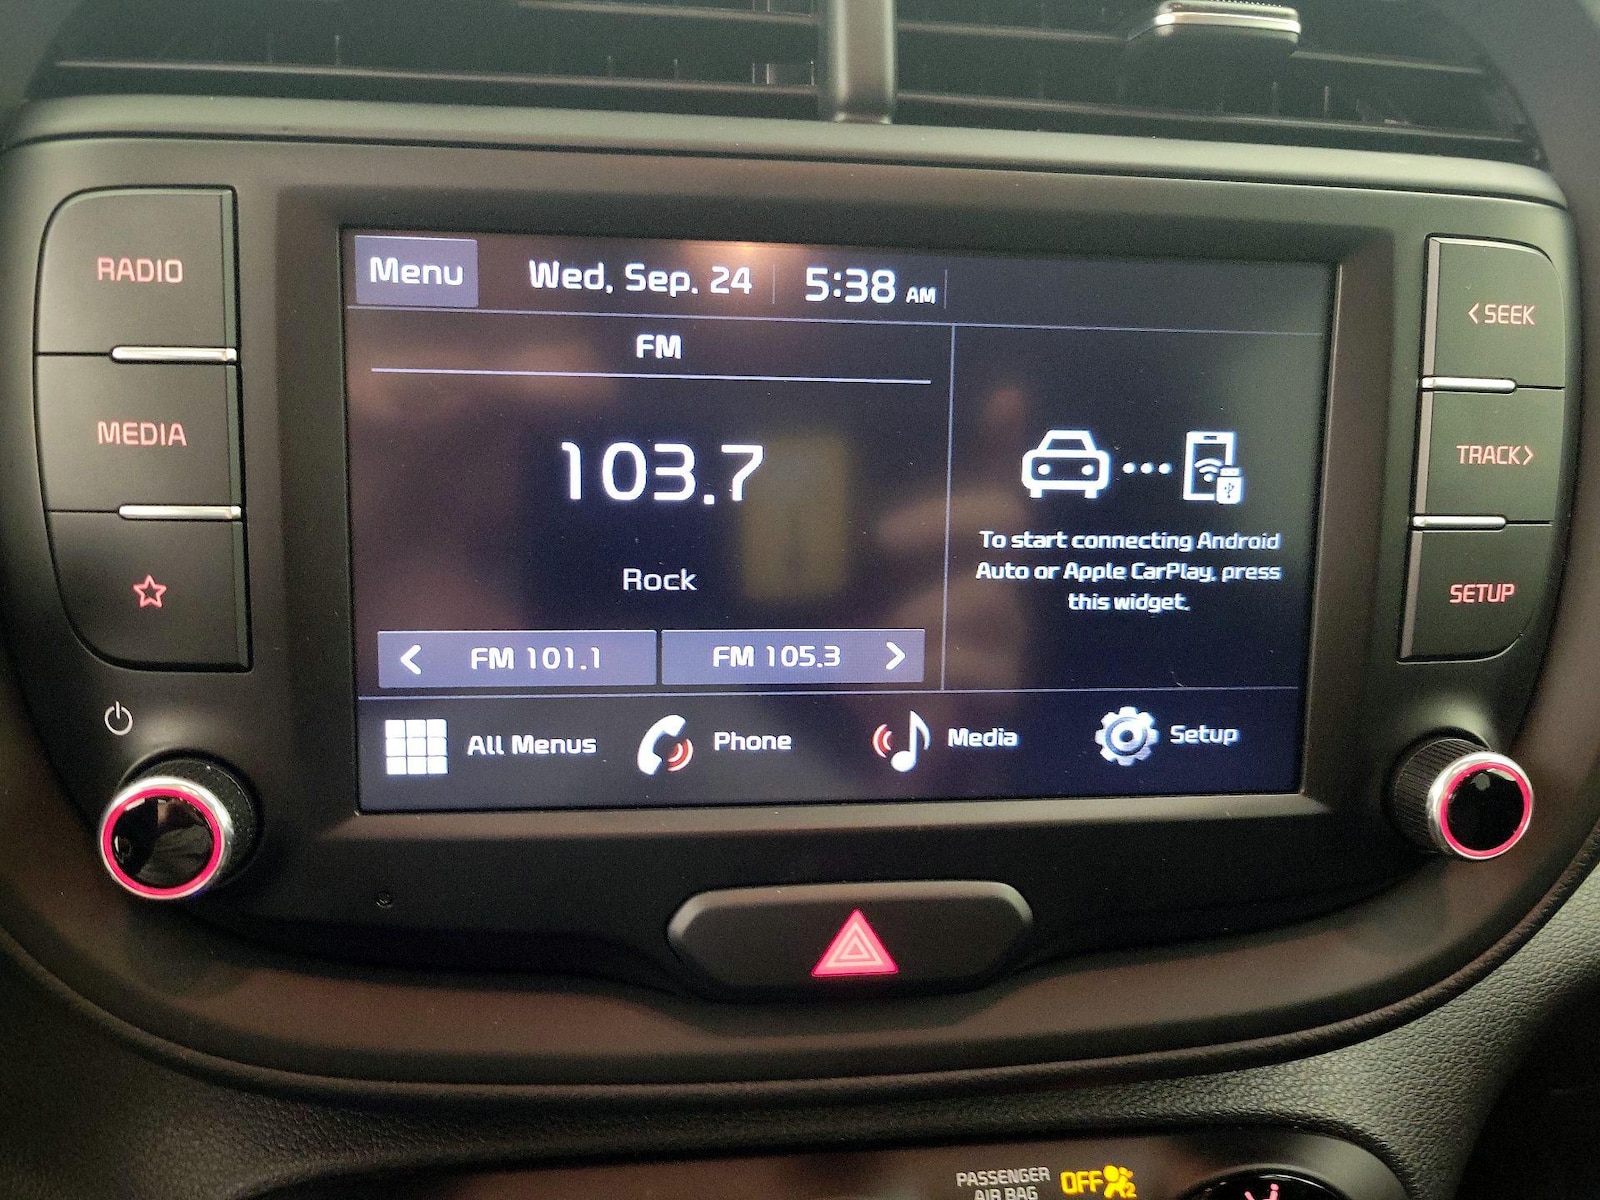 RADIO
MEDIA
Menu
Wed, Sep. 24
5:38 AM
FM
103.7
Rock
FM 101.1
FM 105.3
To start connecting Android
Auto or Apple CarPlay, press
this widget.
All Menus
Phone
Media
Setup
<SEEK
TRACK>
SETUP
PASSENGER
AIR BAG
OFF
2